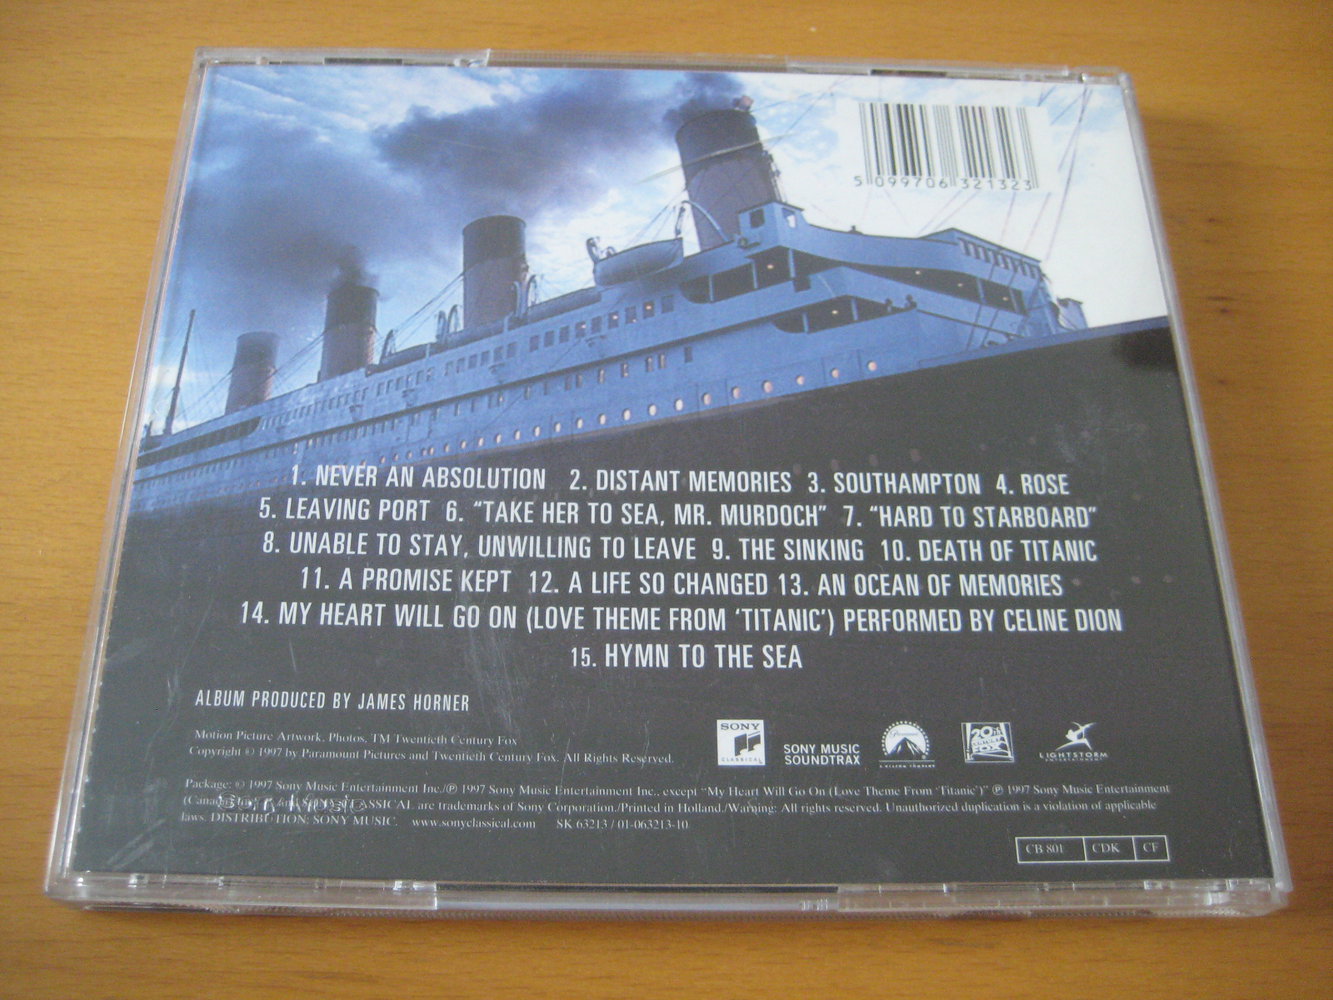 5 099706 321323
1. NEVER AN ABSOLUTION 2. DISTANT MEMORIES 3. SOUTHAMPTON 4. ROSE
5. LEAVING PORT 6. “TAKE HER TO SEA, MR. MURDOCH” 7. “HARD TO STARBOARD”
8. UNABLE TO STAY, UNWILLING TO LEAVE 9. THE SINKING 10. DEATH OF TITANIC
11. A PROMISE KEPT 12. A LIFE SO CHANGED 13. AN OCEAN OF MEMORIES
14. MY HEART WILL GO ON (LOVE THEME FROM ‘TITANIC’) PERFORMED BY CELINE DION
15. HYMN TO THE SEA
ALBUM PRODUCED BY JAMES HORNER
Motion Picture Artwork, Photos, TM Twentieth Century Fox
Copyright © 1997 by Paramount Pictures and Twentieth Century Fox. All Rights Reserved.
SONY
CLASSICAL
SONY MUSIC
SOUNDTRAX
Paramount
20th
CENTURY
FOX
LIGHTSTORM
ENTERTAINMENT
Package: © 1997 Sony Music Entertainment Inc./℗ 1997 Sony Music Entertainment Inc., except “My Heart Will Go On (Love Theme From ‘Titanic’)” ℗ 1997 Sony Music Entertainment
(Canada) Inc. SONY CLASSICAL are trademarks of Sony Corporation./Printed in Holland./Warning: All rights reserved. Unauthorized duplication is a violation of applicable
laws. DISTRIBUTION: SONY MUSIC. www.sonyclassical.com SK 63213 / 01-063213-10
CB 801 CDK CF